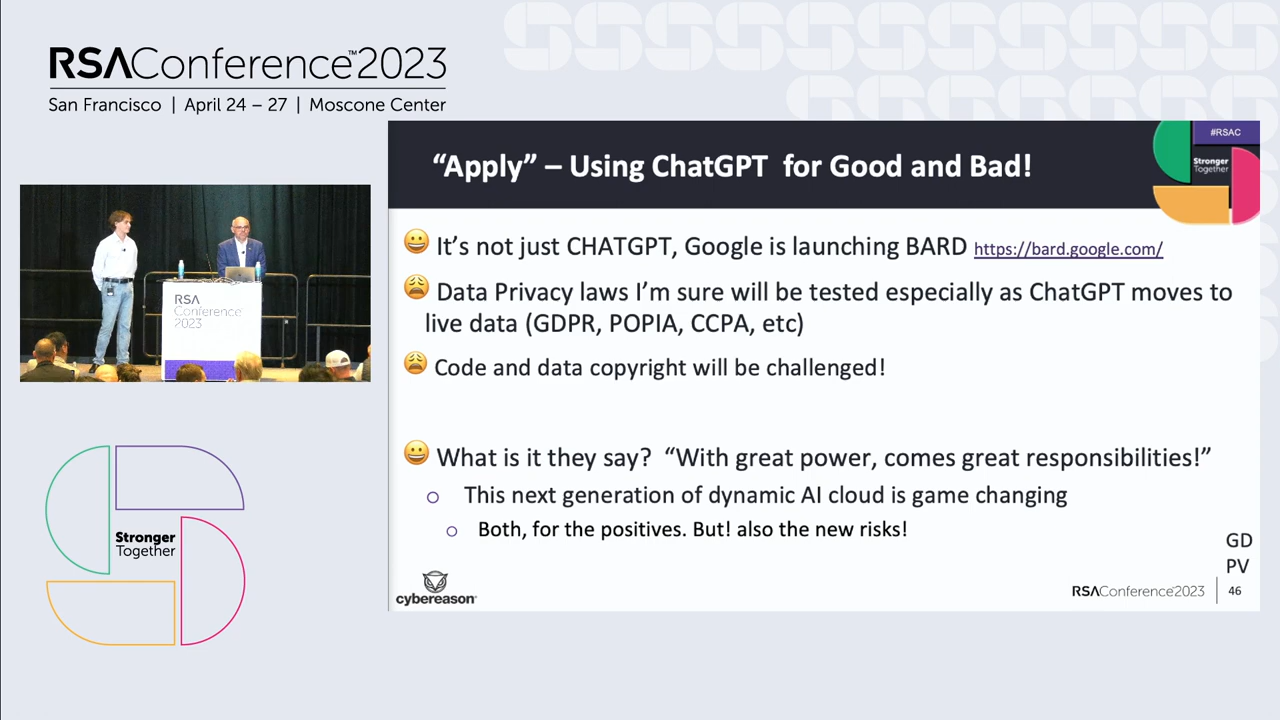 RSAConference™2023
San Francisco | April 24 – 27 | Moscone Center
“Apply” – Using ChatGPT for Good and Bad!
#RSAC
Stronger
Together
😀 It’s not just CHATGPT, Google is launching BARD https://bard.google.com/
😩 Data Privacy laws I’m sure will be tested especially as ChatGPT moves to
live data (GDPR, POPIA, CCPA, etc)
😩 Code and data copyright will be challenged!
😀 What is it they say? “With great power, comes great responsibilities!”
o This next generation of dynamic AI cloud is game changing
o Both, for the positives. But! also the new risks!
GD
PV
cybereason®
RSAConference2023 | 46
RSA
Conference™
2023
Stronger
Together